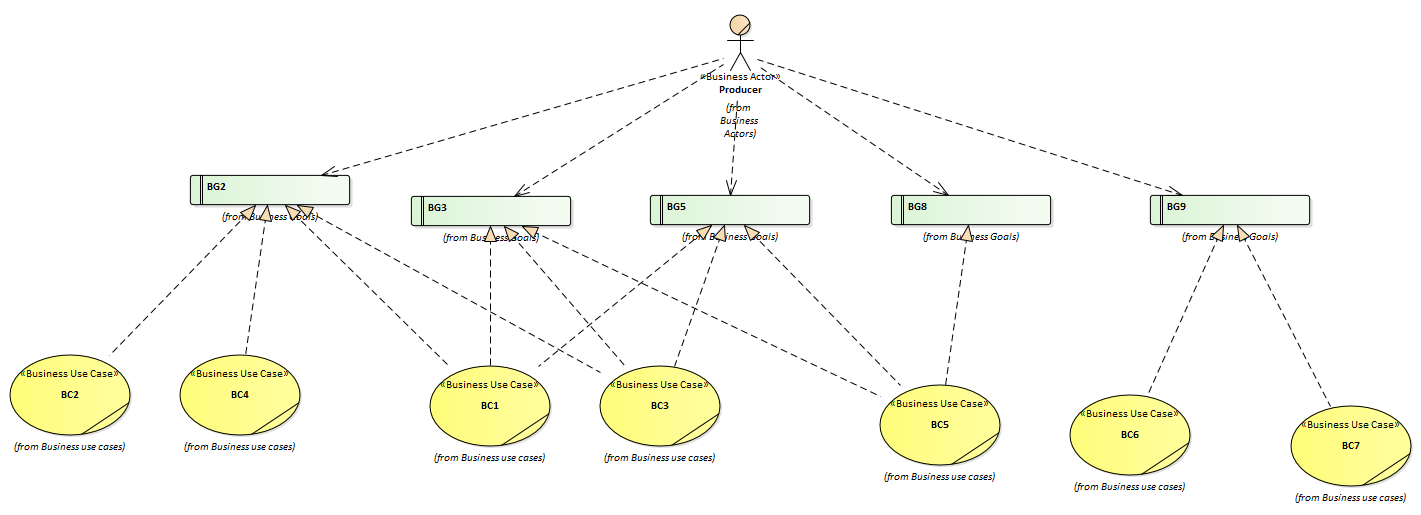 «Business Actor»
Producer
(from
Business
Actors)
BG2
(from Business Goals)
BG3
(from Business Goals)
BG5
(from Business Goals)
BG8
(from Business Goals)
BG9
(from Business Goals)
«Business Use Case»
BC2
(from Business use cases)
«Business Use Case»
BC4
(from Business use cases)
«Business Use Case»
BC1
(from Business use cases)
«Business Use Case»
BC3
(from Business use cases)
«Business Use Case»
BC5
(from Business use cases)
«Business Use Case»
BC6
(from Business use cases)
«Business Use Case»
BC7
(from Business use cases)